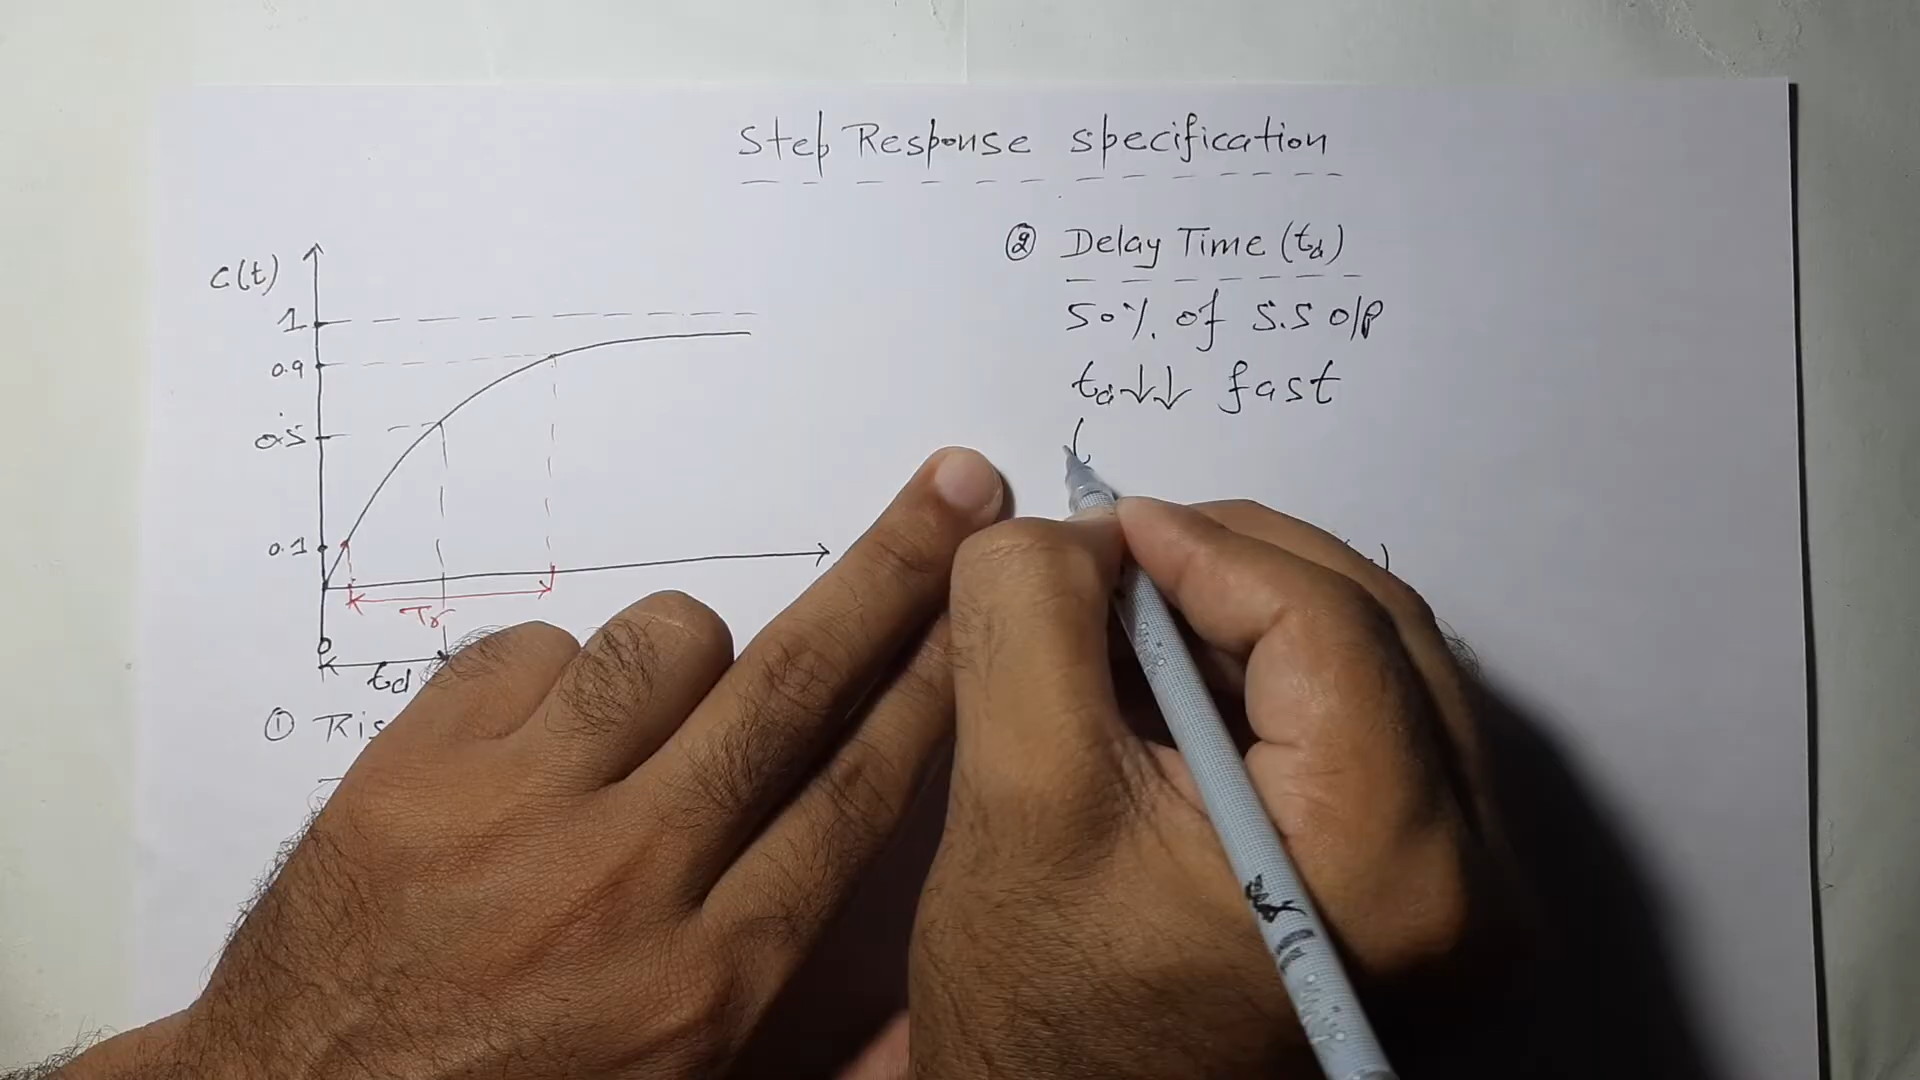 Step Response specification
② Delay Time (td)
50% of S.S o/p
td↓↓ fast
C(t)
1
0.9
0.5
0.1
Tr
0
td
①